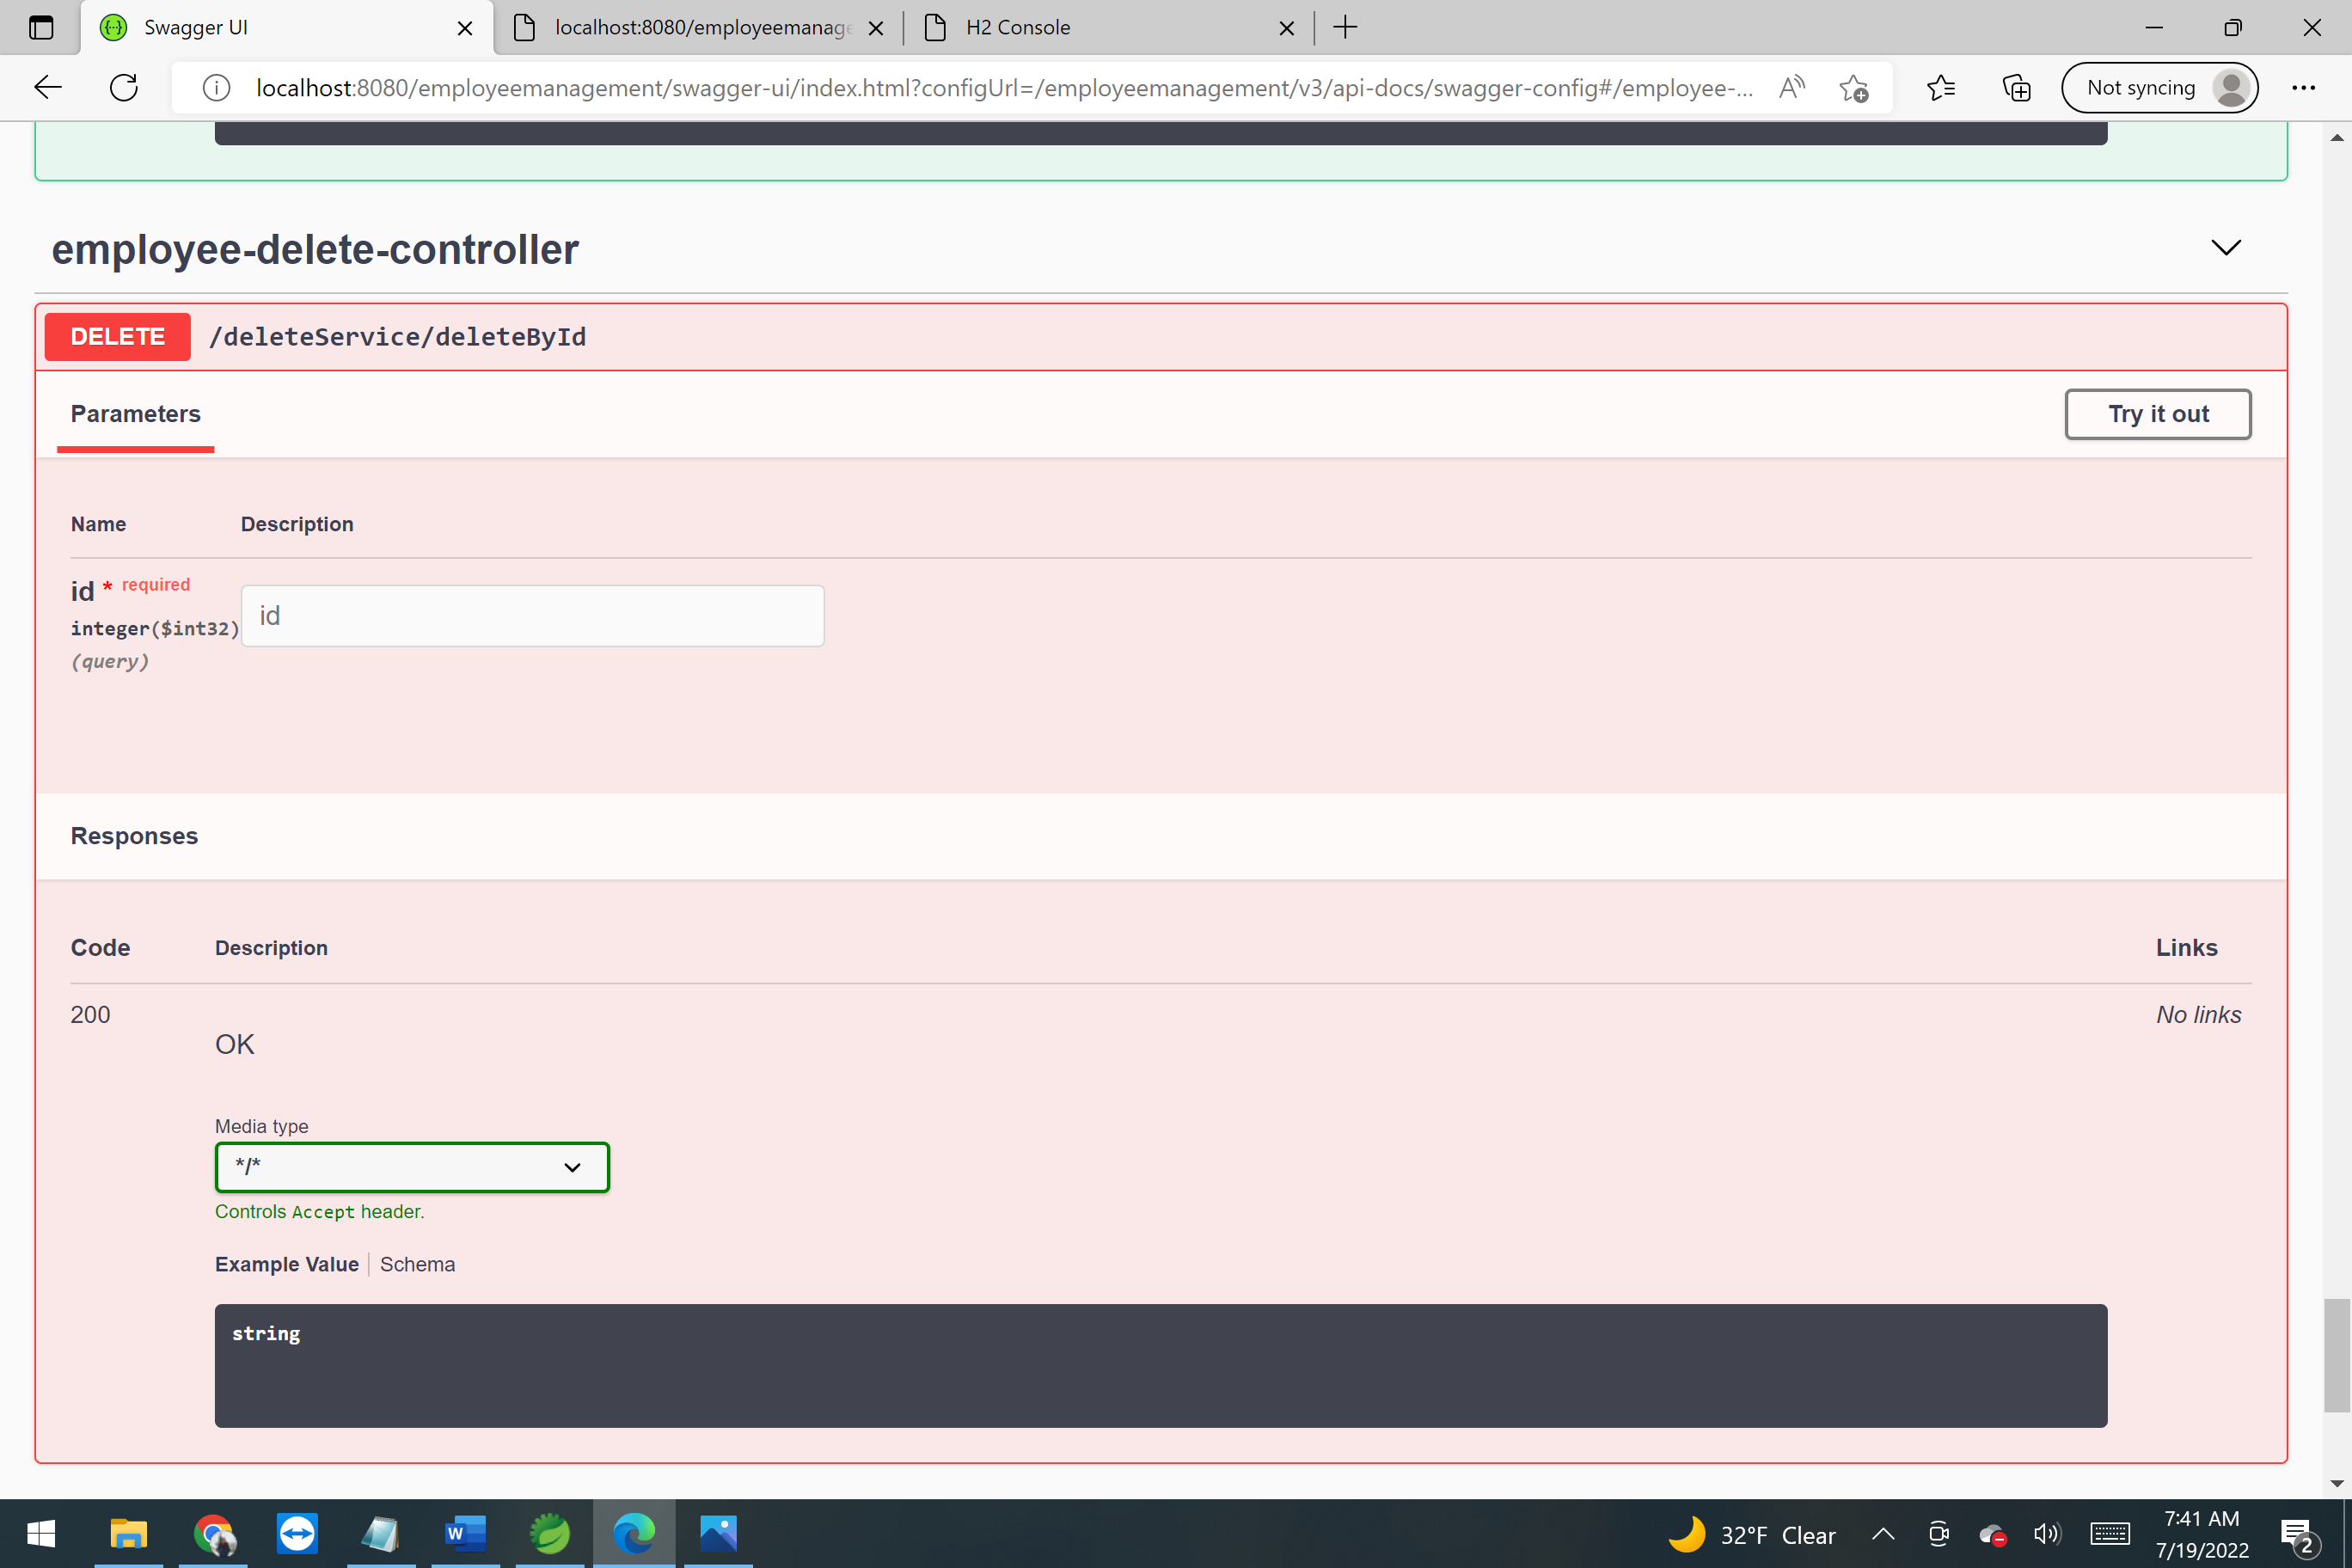 Swagger UI
localhost:8080/employeemanage
H2 Console
localhost:8080/employeemanagement/swagger-ui/index.html?configUrl=/employeemanagement/v3/api-docs/swagger-config#/employee-...
Not syncing
employee-delete-controller
DELETE /deleteService/deleteById
Parameters
Try it out
Name Description
id * required
integer($int32)
(query)
id
Responses
Code Description Links
200 No links
OK
Media type
*/*
Controls Accept header.
Example Value Schema
string
32°F Clear
7:41 AM
7/19/2022
2